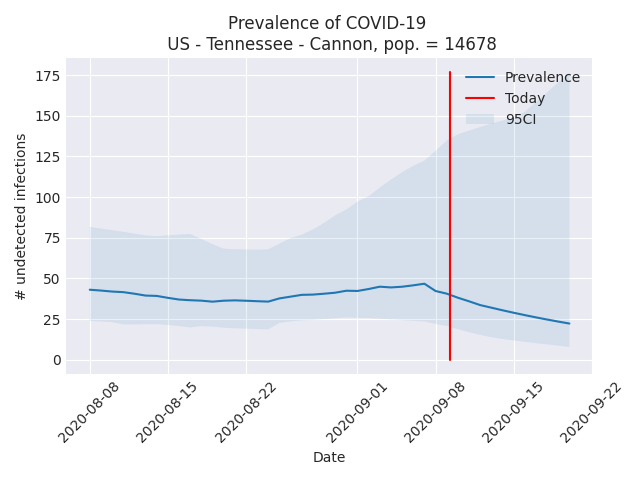 Prevalence of COVID-19
US - Tennessee - Cannon, pop. = 14678
175
150
125
100
75
50
25
0
# undetected infections
Prevalence
Today
95CI
2020-08-08
2020-08-15
2020-08-22
2020-09-01
2020-09-08
2020-09-15
2020-09-22
Date